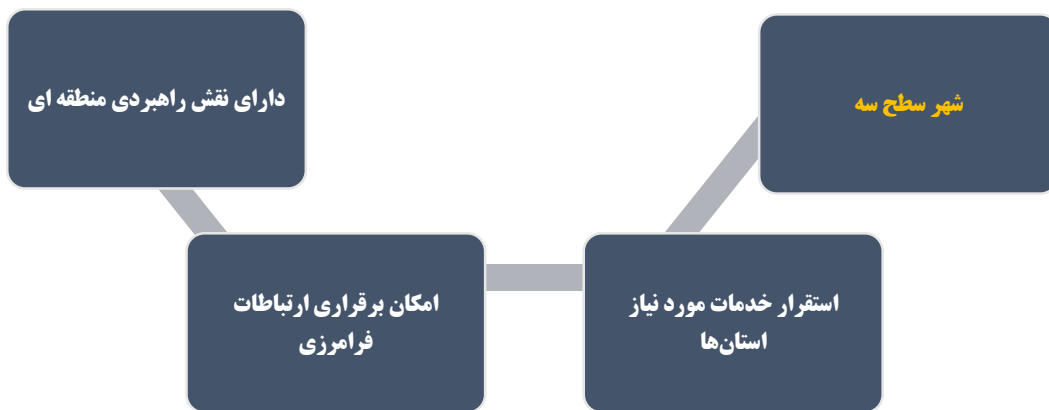 شهر سطح سه
استقرار خدمات مورد نیاز
استان‌ها
امکان برقراری ارتباطات
فرامرزی
دارای نقش راهبردی منطقه ای